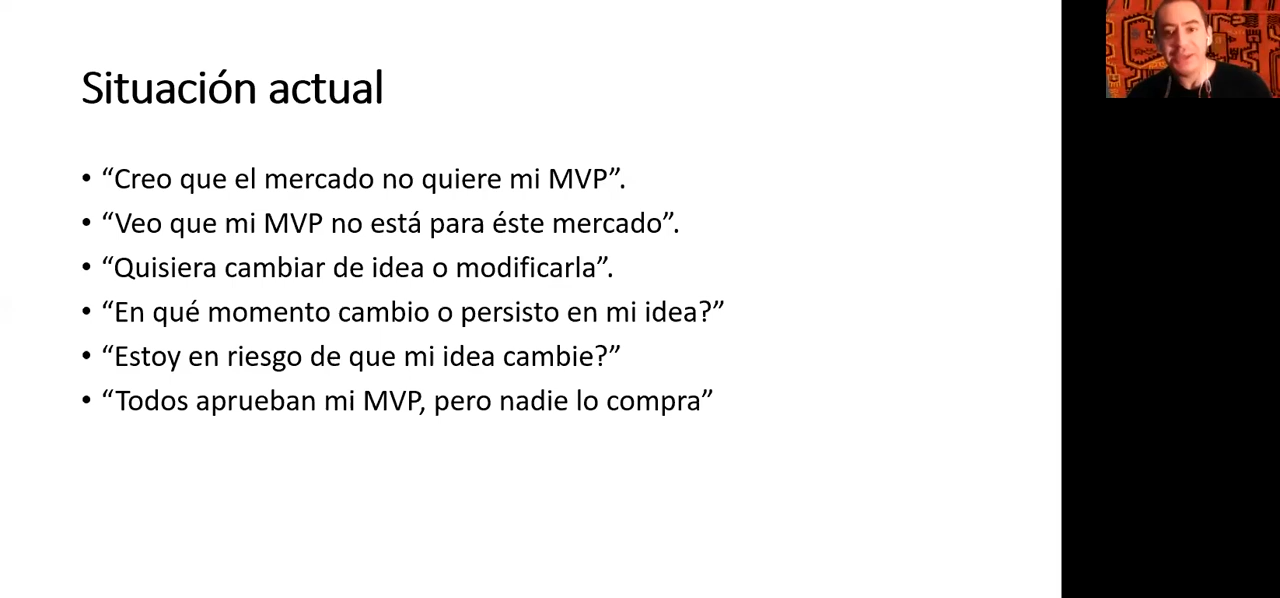 Situación actual
• “Creo que el mercado no quiere mi MVP”.
• “Veo que mi MVP no está para éste mercado”.
• “Quisiera cambiar de idea o modificarla”.
• “En qué momento cambio o persisto en mi idea?”
• “Estoy en riesgo de que mi idea cambie?”
• “Todos aprueban mi MVP, pero nadie lo compra”